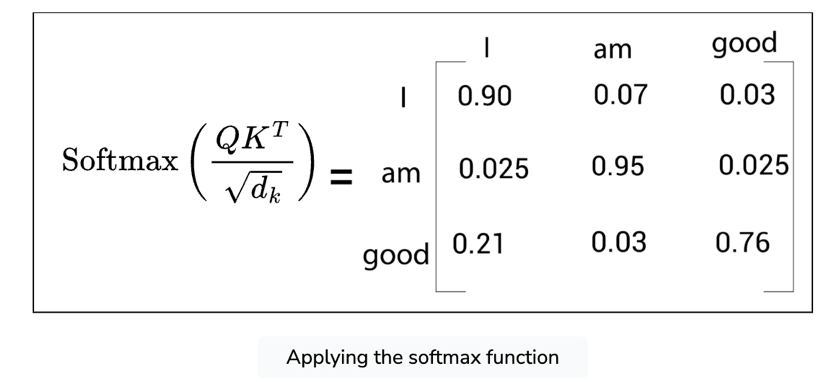 I am good
Softmax (QK^T / √d_k) = I 0.90 0.07 0.03
am 0.025 0.95 0.025
good 0.21 0.03 0.76
Applying the softmax function